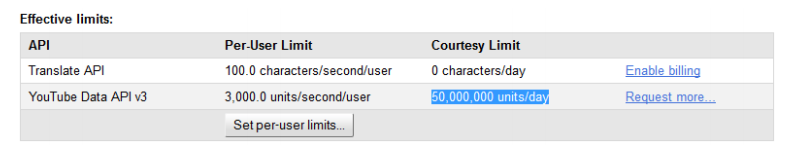 Effective limits:
API Per-User Limit Courtesy Limit
Translate API 100.0 characters/second/user 0 characters/day Enable billing
YouTube Data API v3 3,000.0 units/second/user 50,000,000 units/day Request more...
Set per-user limits...